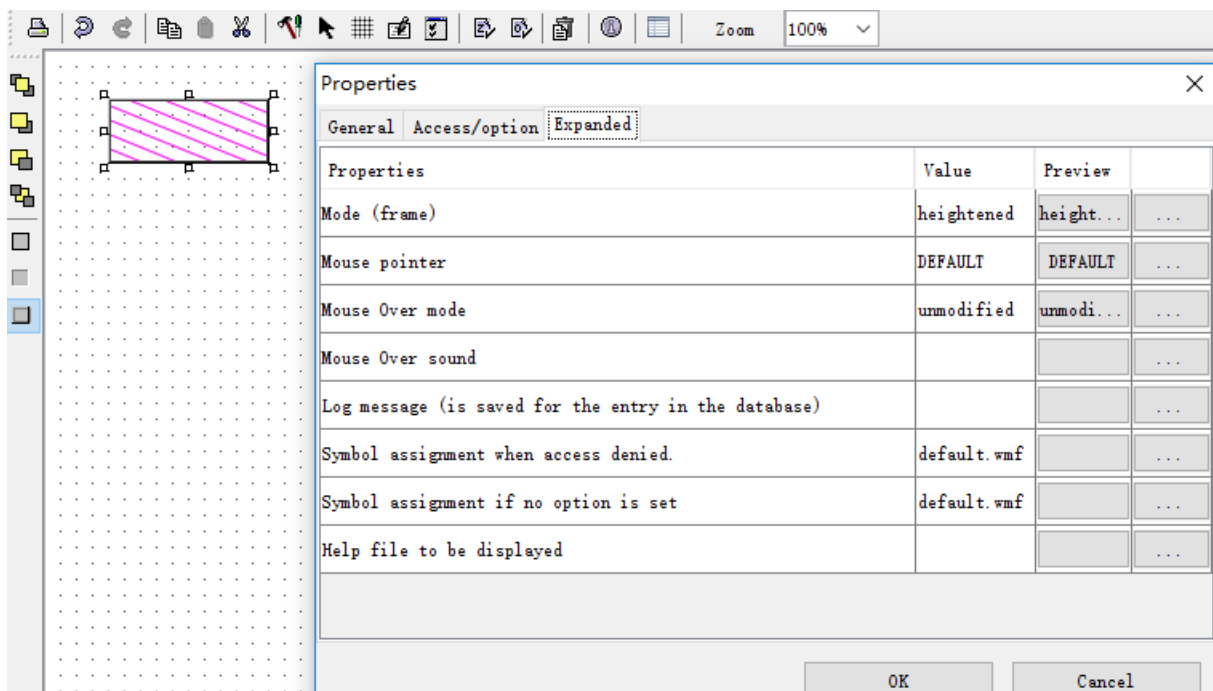 Zoom 100%
Properties
General Access/option Expanded
Properties Value Preview
Mode (frame) heightened height... ...
Mouse pointer DEFAULT DEFAULT ...
Mouse Over mode unmodified unmodi... ...
Mouse Over sound ...
Log message (is saved for the entry in the database) ...
Symbol assignment when access denied. default.wmf ...
Symbol assignment if no option is set default.wmf ...
Help file to be displayed ...
OK Cancel